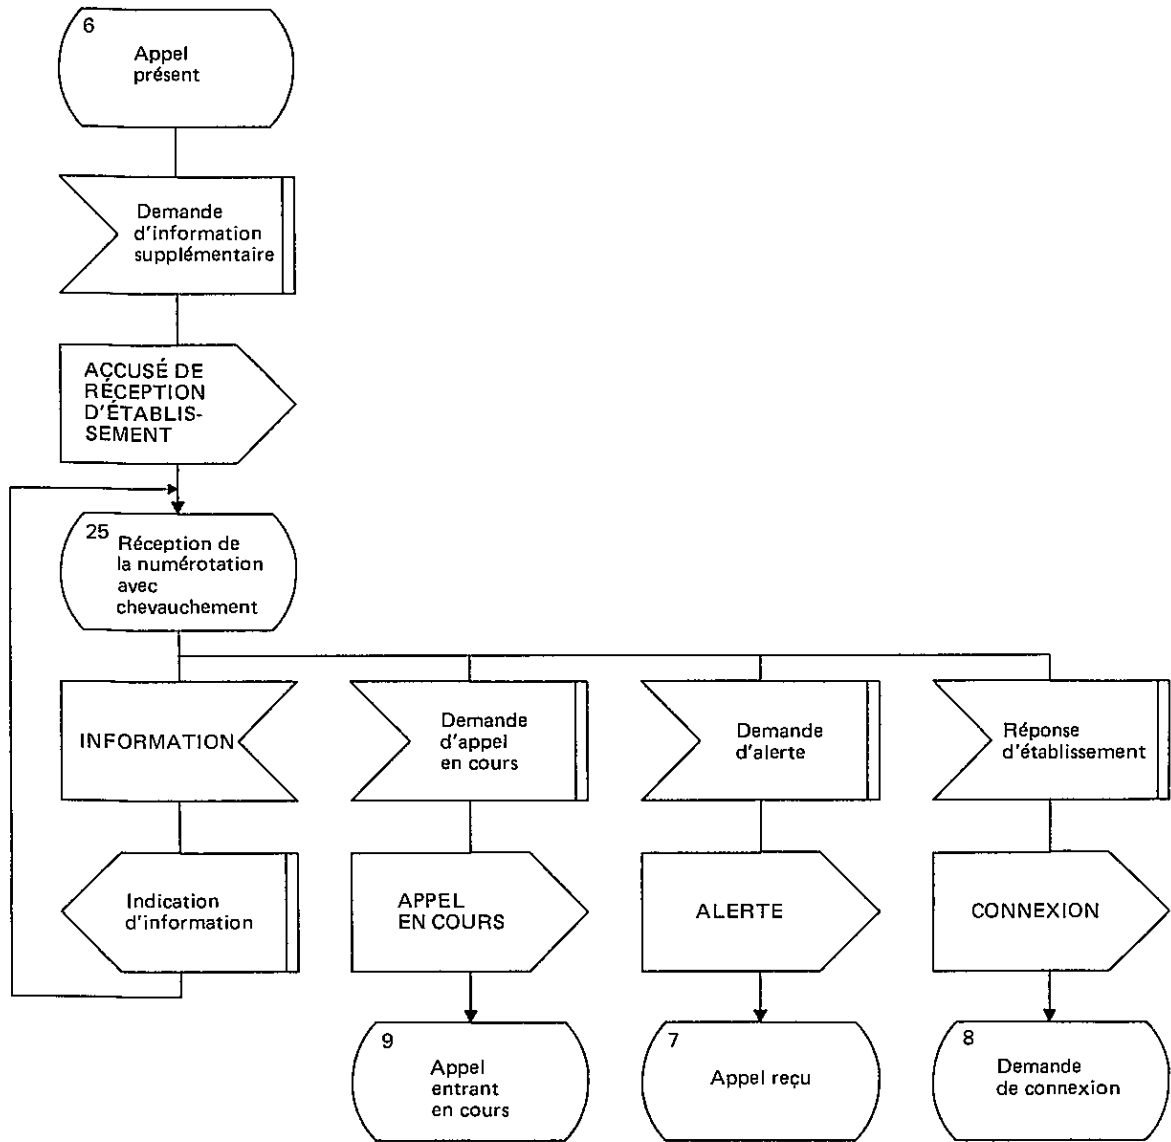 6
Appel
présent
Demande
d'information
supplémentaire
ACCUSÉ DE
RÉCEPTION
D'ÉTABLIS-
SEMENT
25
Réception de
la numérotation
avec
chevauchement
INFORMATION
Demande
d'appel
en cours
Demande
d'alerte
Réponse
d'établissement
Indication
d'information
APPEL
EN COURS
ALERTE
CONNEXION
9
Appel
entrant
en cours
7
Appel reçu
8
Demande
de connexion